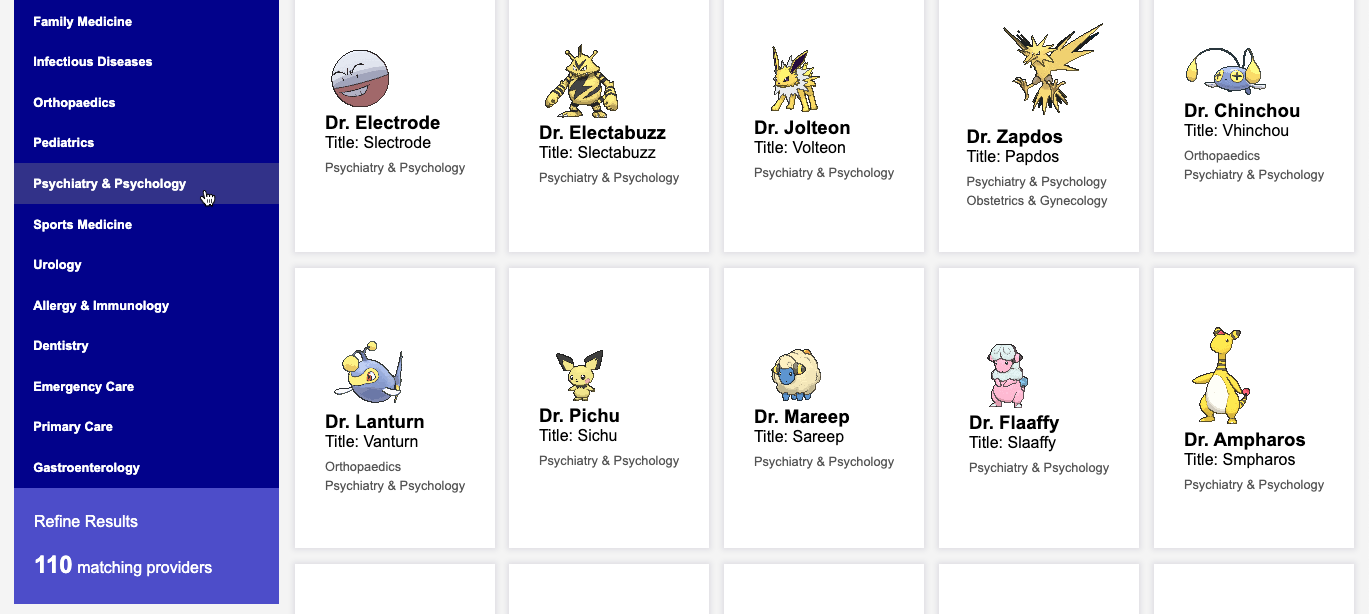 Family Medicine
Infectious Diseases
Orthopaedics
Pediatrics
Psychiatry & Psychology
Sports Medicine
Urology
Allergy & Immunology
Dentistry
Emergency Care
Primary Care
Gastroenterology
Refine Results
110 matching providers
Dr. Electrode
Title: Slectrode
Psychiatry & Psychology
Dr. Electabuzz
Title: Slectabuzz
Psychiatry & Psychology
Dr. Jolteon
Title: Volteon
Psychiatry & Psychology
Dr. Zapdos
Title: Papdos
Psychiatry & Psychology
Obstetrics & Gynecology
Dr. Chinchou
Title: Vhinchou
Orthopaedics
Psychiatry & Psychology
Dr. Lanturn
Title: Vanturn
Orthopaedics
Psychiatry & Psychology
Dr. Pichu
Title: Sichu
Psychiatry & Psychology
Dr. Mareep
Title: Sareep
Psychiatry & Psychology
Dr. Flaaffy
Title: Slaaffy
Psychiatry & Psychology
Dr. Ampharos
Title: Smpharos
Psychiatry & Psychology